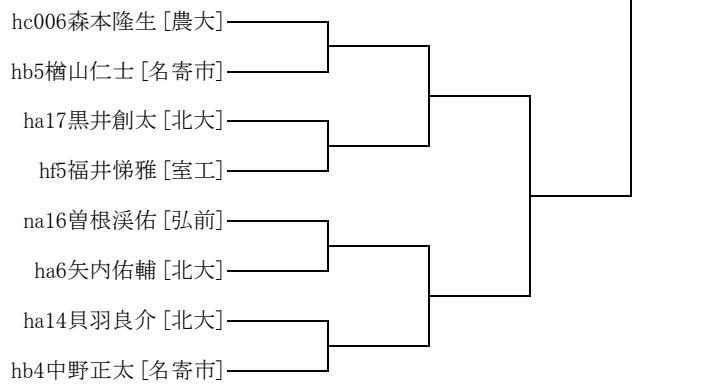 hc006森本隆生 [農大]
hb5楢山仁士 [名寄市]
ha17黒井創太 [北大]
hf5福井悌雅 [室工]
na16曽根渓佑 [弘前]
ha6矢内佑輔 [北大]
ha14貝羽良介 [北大]
hb4中野正太 [名寄市]